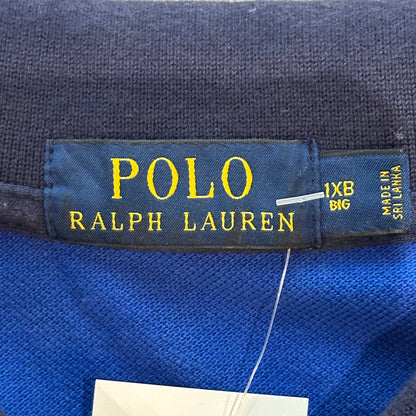 POLO
RALPH LAUREN
1XB
BIG
MADE IN
SRI LANKA